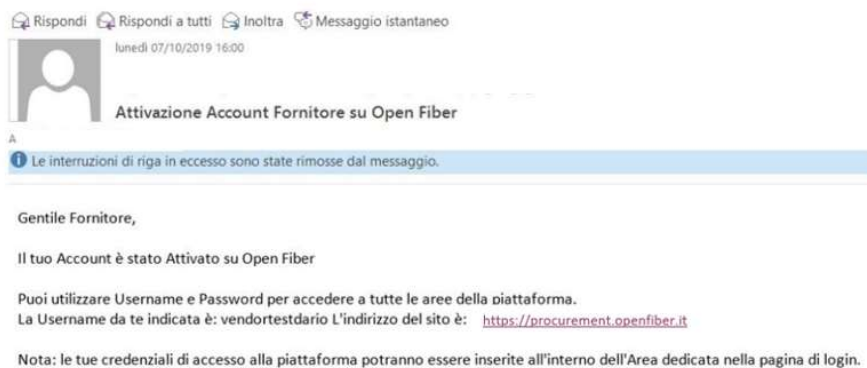 Rispondi Rispondi a tutti Inoltra Messaggio istantaneo
lunedì 07/10/2019 16:00
Attivazione Account Fornitore su Open Fiber
A
Le interruzioni di riga in eccesso sono state rimosse dal messaggio.
Gentile Fornitore,
Il tuo Account è stato Attivato su Open Fiber
Puoi utilizzare Username e Password per accedere a tutte le aree della piattaforma.
La Username da te indicata è: vendortestdario L'indirizzo del sito è: https://procurement.openfiber.it
Nota: le tue credenziali di accesso alla piattaforma potranno essere inserite all'interno dell'Area dedicata nella pagina di login.